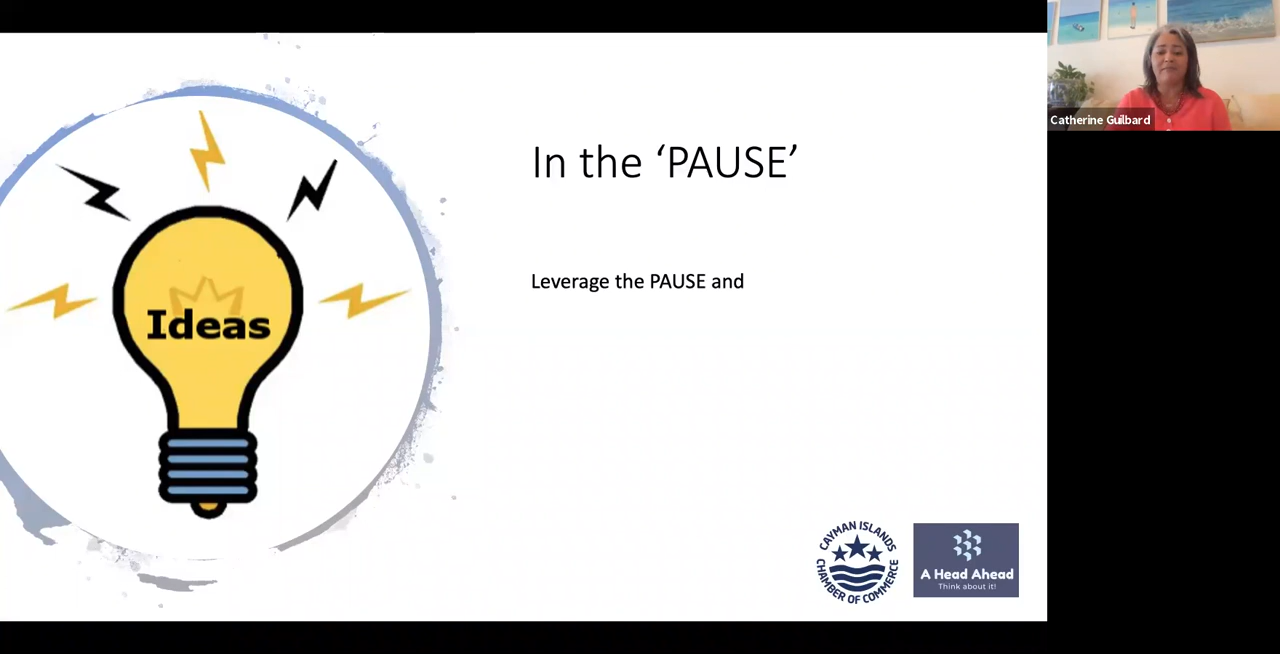 Catherine Guilbard
In the ‘PAUSE’
Leverage the PAUSE and
Ideas
CAYMAN ISLANDS
CHAMBER OF COMMERCE
A Head Ahead
Think about it!